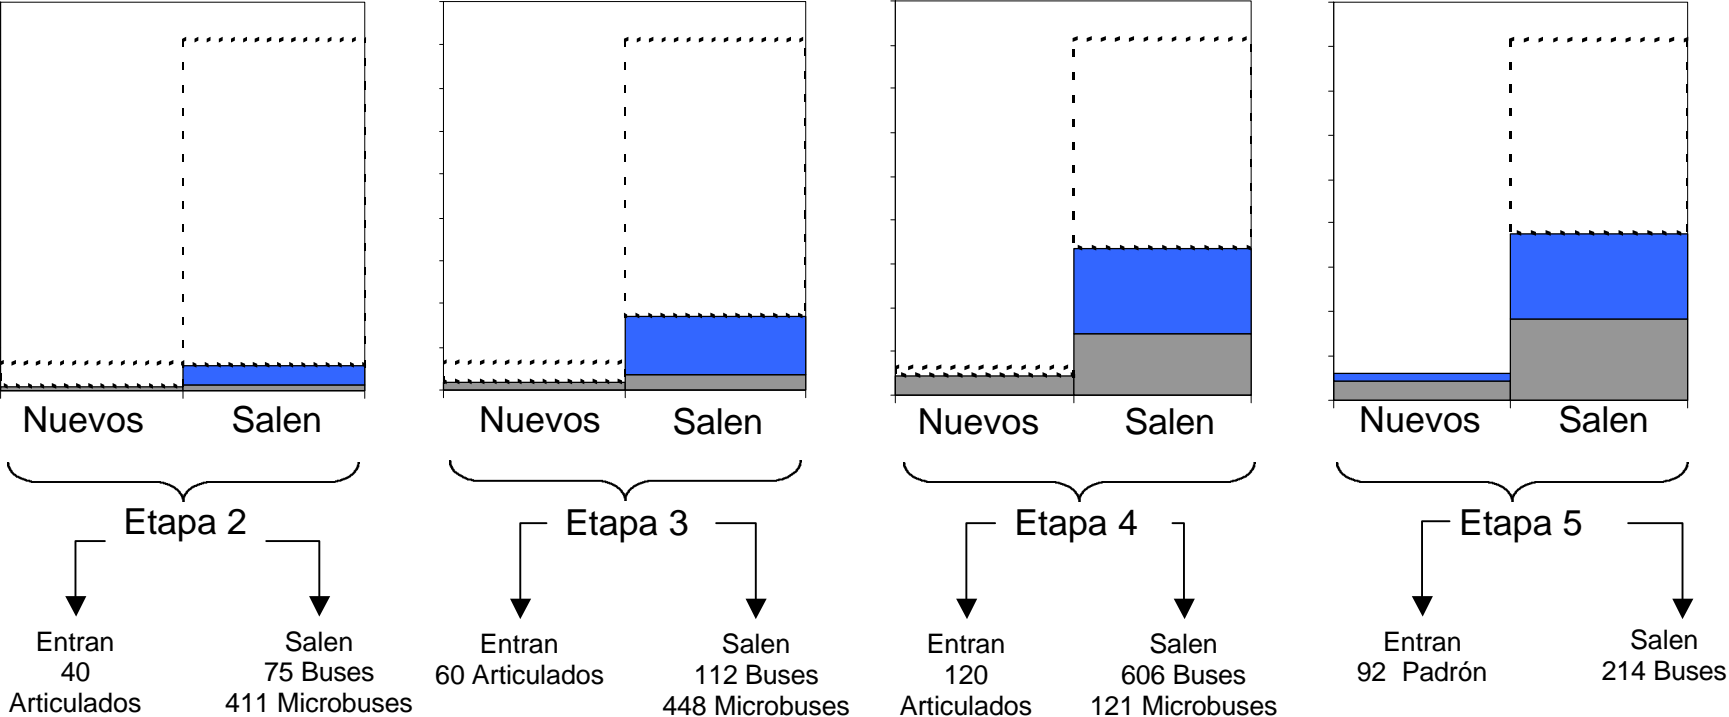 Nuevos Salen
Nuevos Salen
Nuevos Salen
Nuevos Salen
Etapa 2
Etapa 3
Etapa 4
Etapa 5
Entran
40
Articulados
Salen
75 Buses
411 Microbuses
Entran
60 Articulados
Salen
112 Buses
448 Microbuses
Entran
120
Articulados
Salen
606 Buses
121 Microbuses
Entran
92 Padrón
Salen
214 Buses